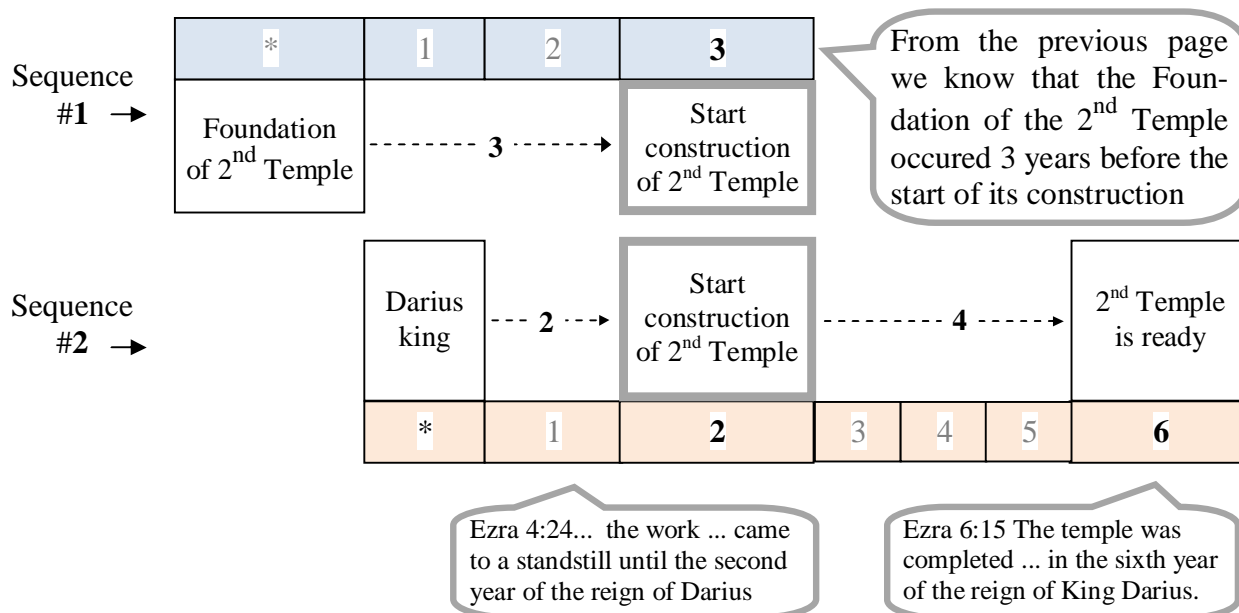 * 1 2 3
Sequence
#1 →
Foundation
of 2nd Temple
3
Start
construction
of 2nd Temple
From the previous page
we know that the Foun-
dation of the 2nd Temple
occured 3 years before the
start of its construction
Sequence
#2 →
Darius
king
2
Start
construction
of 2nd Temple
4
2nd Temple
is ready
* 1 2 3 4 5 6
Ezra 4:24... the work ... came
to a standstill until the second
year of the reign of Darius
Ezra 6:15 The temple was
completed ... in the sixth year
of the reign of King Darius.